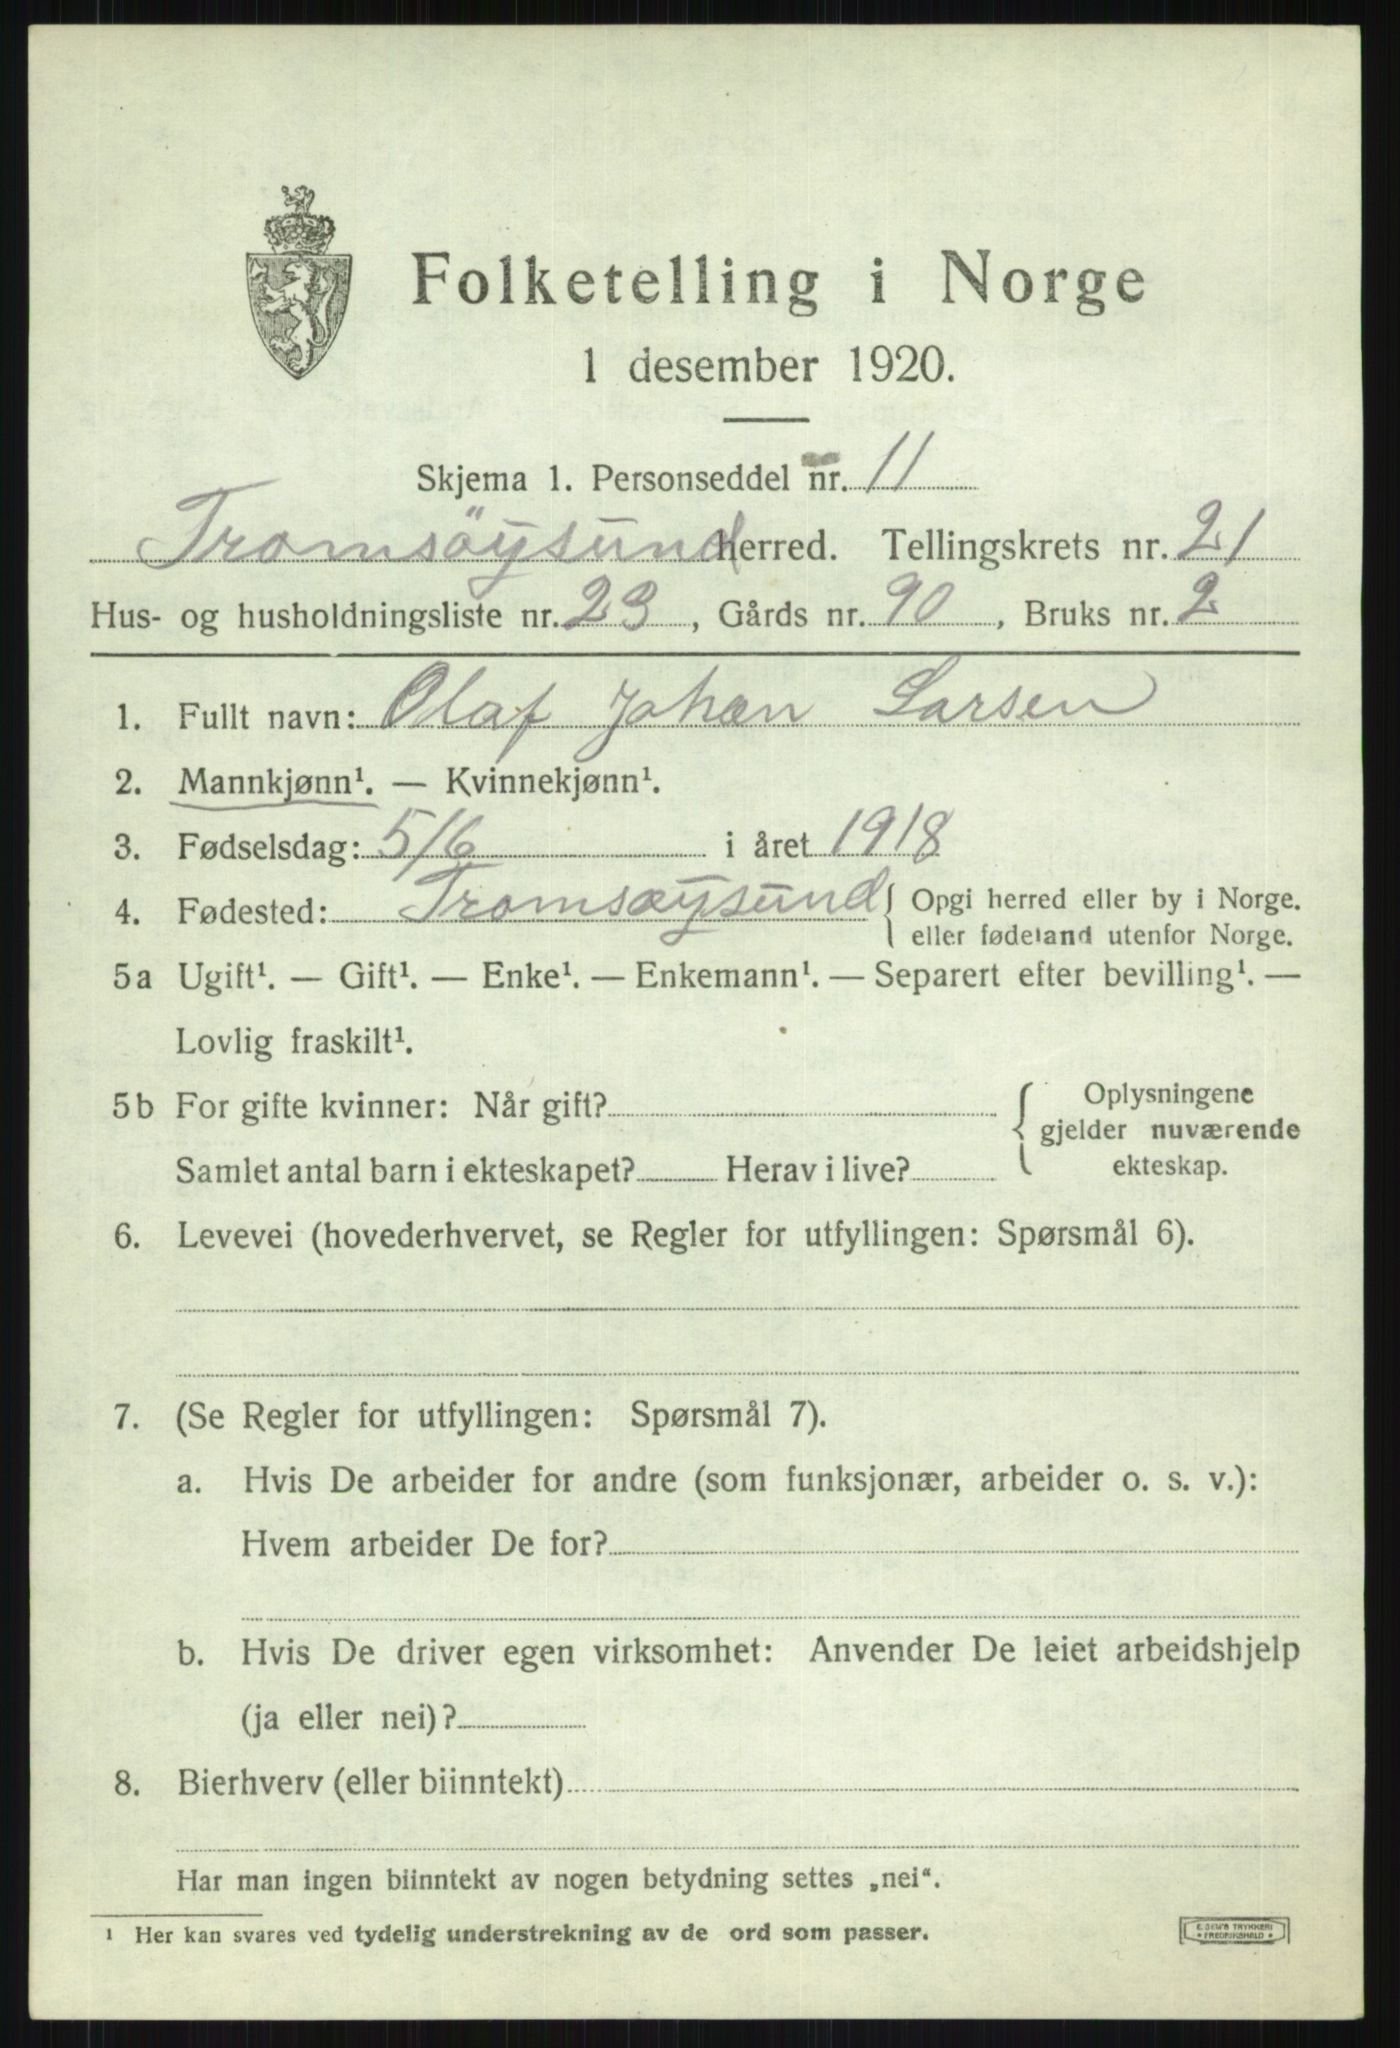 Folketelling i Norge
1 desember 1920.
Skjema 1. Personseddel nr. 11
Tromsöysund herred. Tellingskrets nr. 21
Hus- og husholdningsliste nr. 23, Gårds nr. 90, Bruks nr. 2
1. Fullt navn: Olaf Johan Larsen
2. Mannkjønn¹. — Kvinnekjønn¹.
3. Fødselsdag: 5/6 i året 1918
4. Fødested: Tromsøysund { Opgi herred eller by i Norge.
eller fødeland utenfor Norge.
5a Ugift¹. — Gift¹. — Enke¹. — Enkemann¹. — Separert efter bevilling¹. —
Lovlig fraskilt¹.
5b For gifte kvinner: Når gift? { Oplysningene
gjelder nuværende
Samlet antal barn i ekteskapet? Herav i live? ekteskap.
6. Levevei (hovederhvervet, se Regler for utfyllingen: Spørsmål 6).
7. (Se Regler for utfyllingen: Spørsmål 7).
a. Hvis De arbeider for andre (som funksjonær, arbeider o. s. v.):
Hvem arbeider De for?
b. Hvis De driver egen virksomhet: Anvender De leiet arbeidshjelp
(ja eller nei)?
8. Bierhverv (eller biinntekt)
Har man ingen biinntekt av nogen betydning settes „nei“.
¹ Her kan svares ved tydelig understrekning av de ord som passer.
E. SEM'S TRYKKERI
FREDRIKSHALD